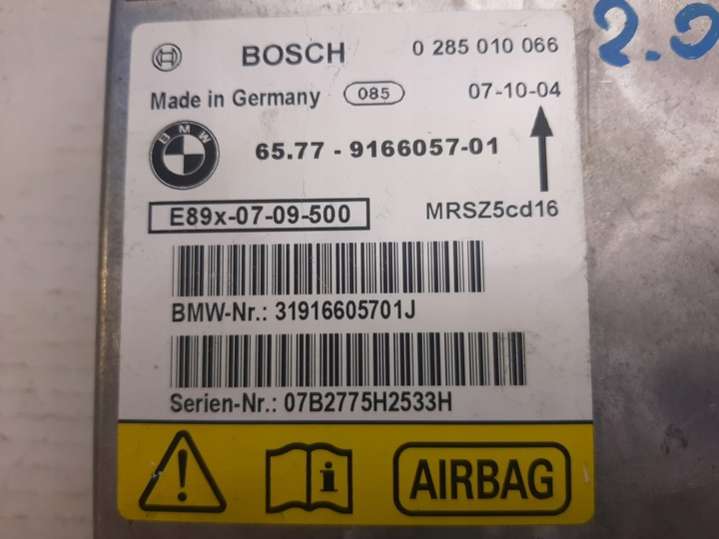 BOSCH 0 285 010 066
Made in Germany 085 07-10-04
BMW 65.77 - 9166057-01
E89x-07-09-500 MRSZ5cd16
BMW-Nr.: 31916605701J
Serien-Nr.: 07B2775H2533H
AIRBAG